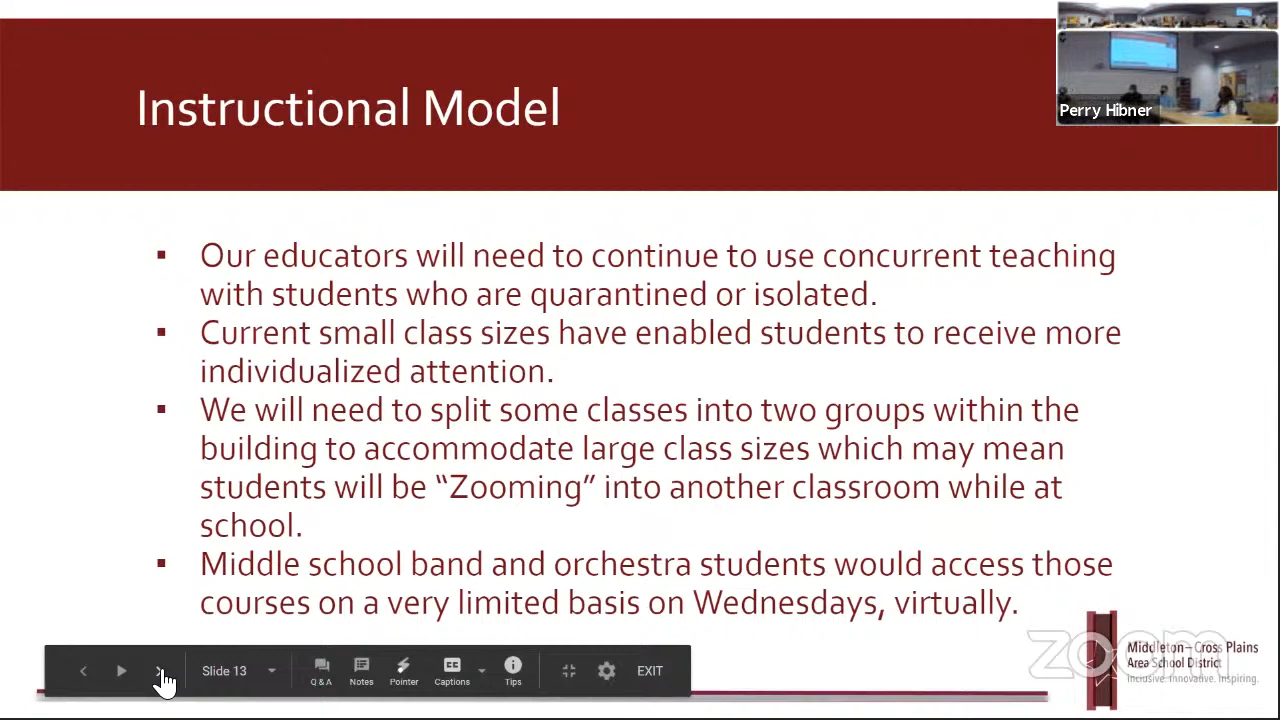 Instructional Model
Perry Hibner
▪ Our educators will need to continue to use concurrent teaching
with students who are quarantined or isolated.
▪ Current small class sizes have enabled students to receive more
individualized attention.
▪ We will need to split some classes into two groups within the
building to accommodate large class sizes which may mean
students will be “Zooming” into another classroom while at
school.
▪ Middle school band and orchestra students would access those
courses on a very limited basis on Wednesdays, virtually.
Slide 13
Q & A
Notes
Pointer
CC
Captions
Tips
EXIT
zoom
Middleton–Cross Plains
Area School District
Inclusive. Innovative. Inspiring.